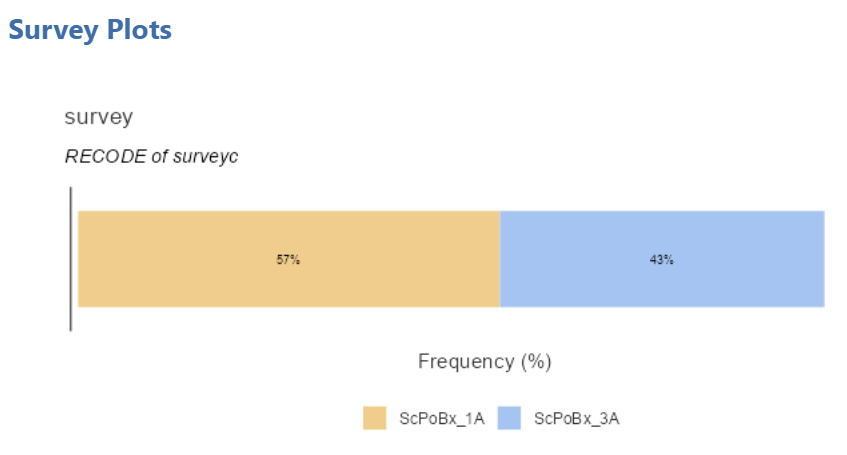 Survey Plots
survey
RECODE of surveyc
57% 43%
Frequency (%)
ScPoBx_1A ScPoBx_3A